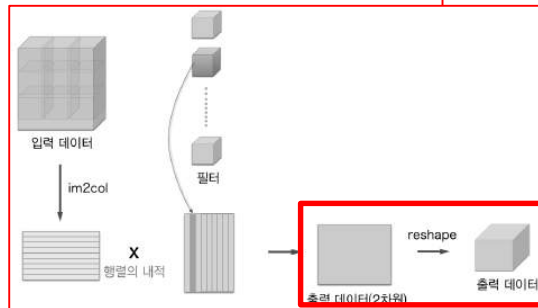 입력 데이터
필터
im2col
X
행렬의 내적
reshape
출력 데이터(2차원)
출력 데이터